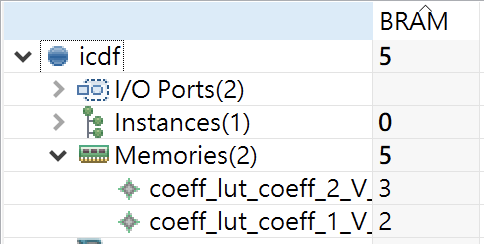 BRAM
icdf 5
I/O Ports(2)
Instances(1) 0
Memories(2) 5
coeff_lut_coeff_2_V_ 3
coeff_lut_coeff_1_V_ 2